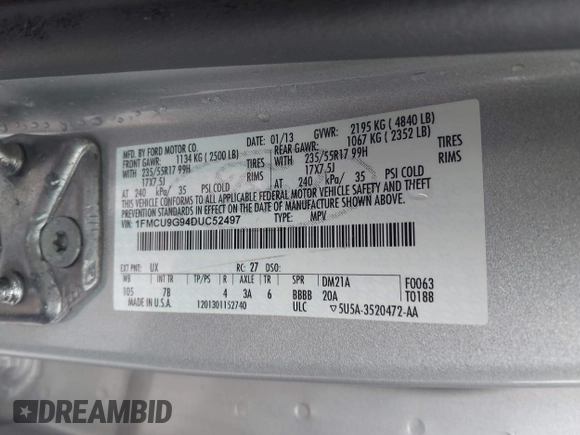 MFD. BY FORD MOTOR CO.
DATE: 01/13 GVWR: 2195 KG ( 4840 LB)
FRONT GAWR: 1134 KG ( 2500 LB) REAR GAWR: 1067 KG ( 2352 LB)
WITH 235/55R17 99H TIRES WITH 235/55R17 99H TIRES
17X7.5J RIMS 17X7.5J RIMS
AT 240 kPa/ 35 PSI COLD AT 240 kPa/ 35 PSI COLD
THIS VEHICLE CONFORMS TO ALL APPLICABLE FEDERAL MOTOR VEHICLE SAFETY AND THEFT
PREVENTION STANDARDS IN EFFECT ON THE DATE OF MANUFACTURE SHOWN ABOVE.
1FMCU9G94DUC52497 TYPE: MPV
EXT PNT: UX RC: 27 DSO:
WB INT TR TP/PS R AXLE TR SPR DM21A F0063
105 7B 4 3A 6 BBBB 20A T0188
MADE IN U.S.A. 1201301152740 ULC ▽5U5A-3520472-AA
DREAMBID